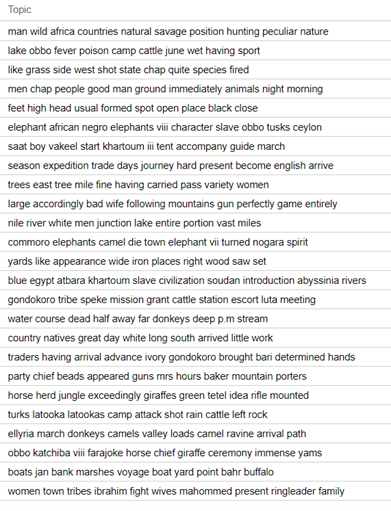 Topic
man wild africa countries natural savage position hunting peculiar nature
lake obbo fever poison camp cattle june wet having sport
like grass side west shot state chap quite species fired
men chap people good man ground immediately animals night morning
feet high head usual formed spot open place black close
elephant african negro elephants viii character slave obbo tusks ceylon
saat boy vakeel start khartoum iii tent accompany guide march
season expedition trade days journey hard present become english arrive
trees east tree mile fine having carried pass variety women
large accordingly bad wife following mountains gun perfectly game entirely
nile river white men junction lake entire portion vast miles
commoro elephants camel die town elephant vii turned nogara spirit
yards like appearance wide iron places right wood saw set
blue egypt atbara khartoum slave civilization soudan introduction abyssinia rivers
gondokoro tribe speke mission grant cattle station escort luta meeting
water course dead half away far donkeys deep p.m stream
country natives great day white long south arrived little work
traders having arrival advance ivory gondokoro brought bari determined hands
party chief beads appeared guns mrs hours baker mountain porters
horse herd jungle exceedingly giraffes green tetel idea rifle mounted
turks latooka latookas camp attack shot rain cattle left rock
ellyria march donkeys camels valley loads camel ravine arrival path
obbo katchiba viii farajoke horse chief giraffe ceremony immense yams
boats jan bank marshes voyage boat yard point bahr buffalo
women town tribes ibrahim fight wives mahommed present ringleader family